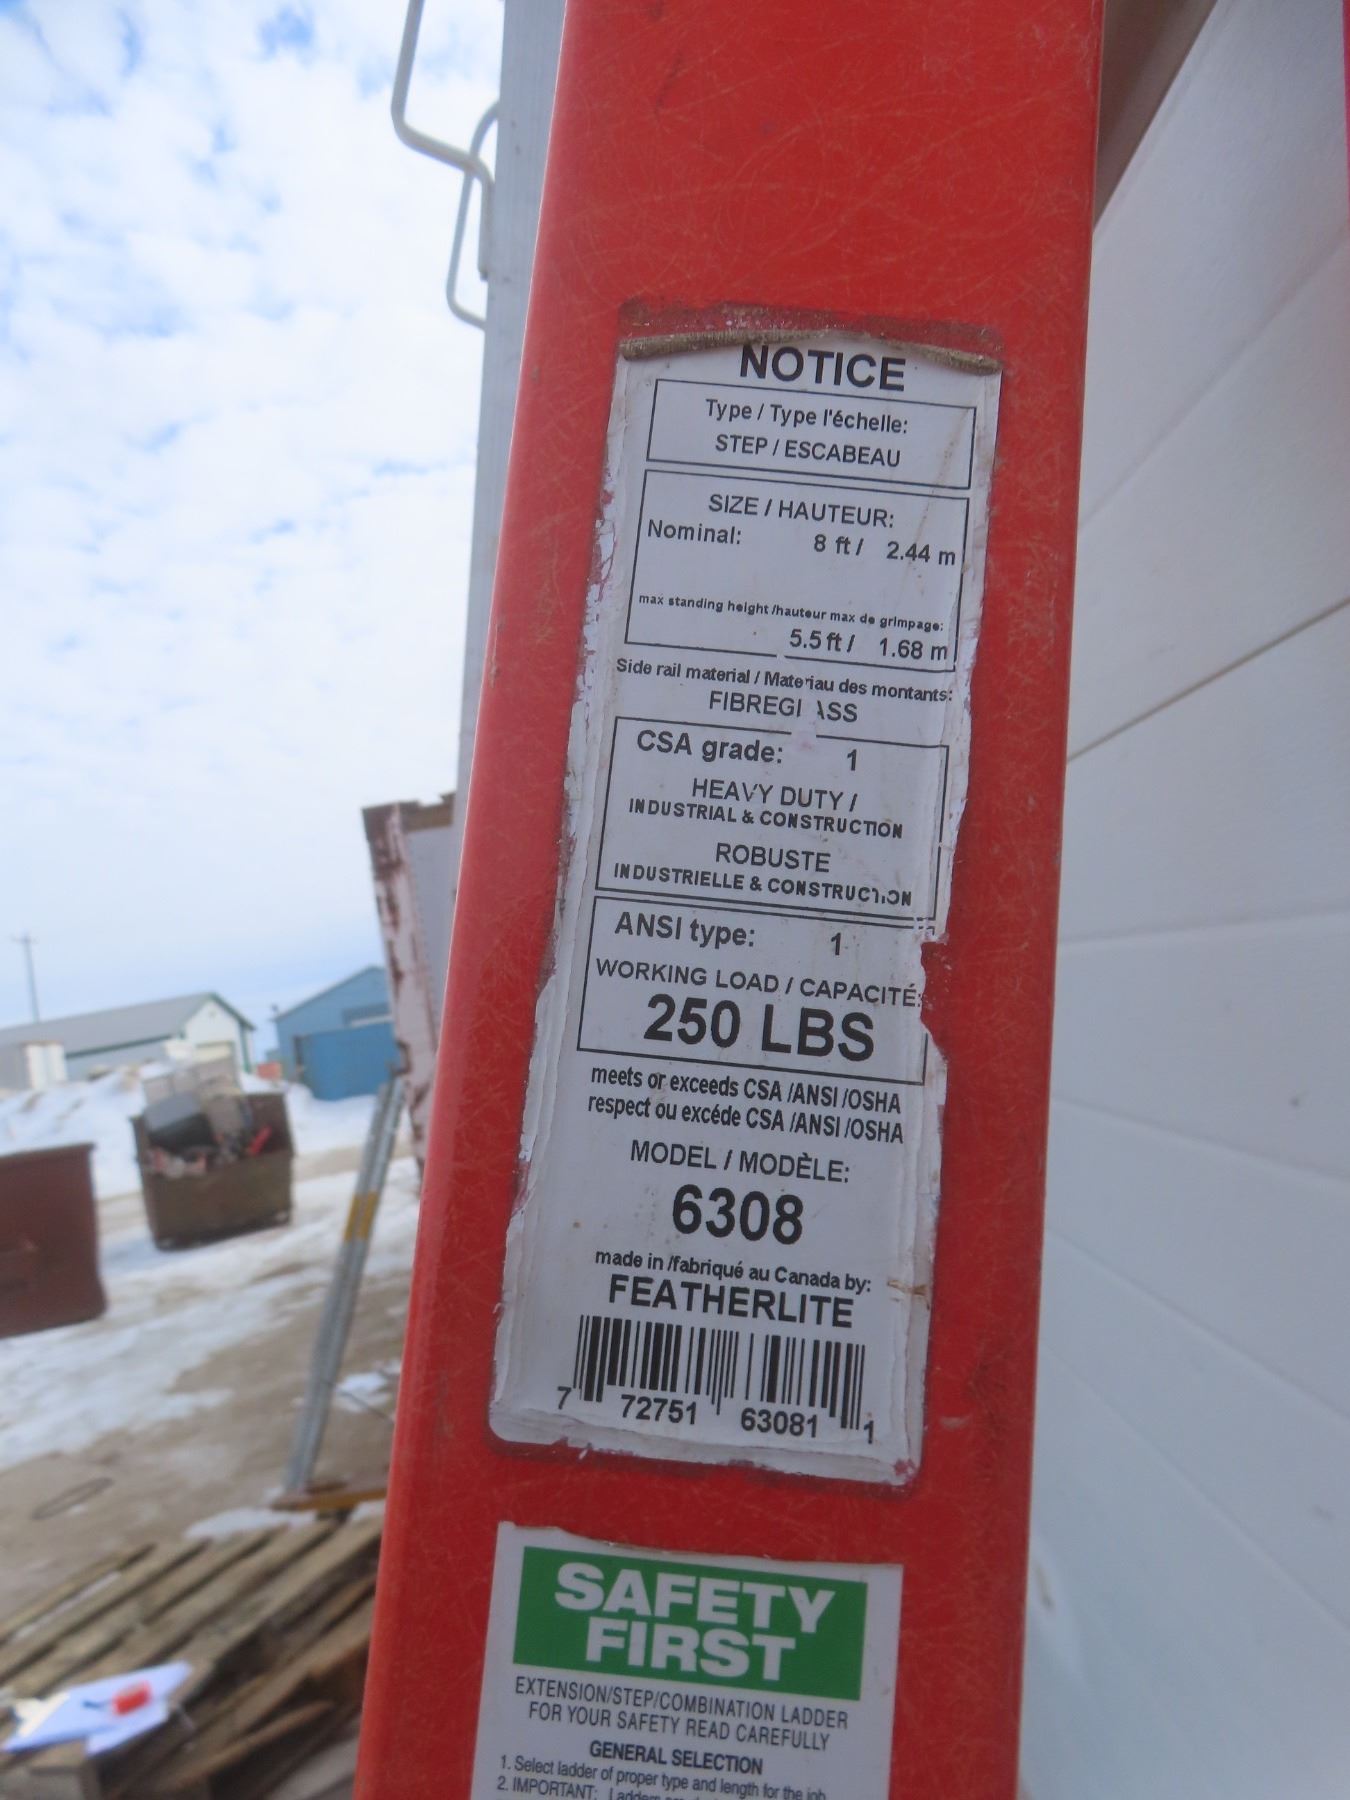 NOTICE
Type / Type l'échelle:
STEP / ESCABEAU
SIZE / HAUTEUR:
Nominal: 8 ft / 2.44 m
max standing height /hauteur max de grimpage:
5.5 ft / 1.68 m
Side rail material / Materiau des montants:
FIBREGLASS
CSA grade: 1
HEAVY DUTY /
INDUSTRIAL & CONSTRUCTION
ROBUSTE
INDUSTRIELLE & CONSTRUCTION
ANSI type: 1
WORKING LOAD / CAPACITÉ:
250 LBS
meets or exceeds CSA /ANSI /OSHA
respect ou excéde CSA /ANSI /OSHA
MODEL / MODÈLE:
6308
made in /fabriqué au Canada by:
FEATHERLITE
7 72751 63081 1
SAFETY
FIRST
EXTENSION/STEP/COMBINATION LADDER
FOR YOUR SAFETY READ CAREFULLY
GENERAL SELECTION
1. Select ladder of proper type and length for the job
2. IMPORTANT: